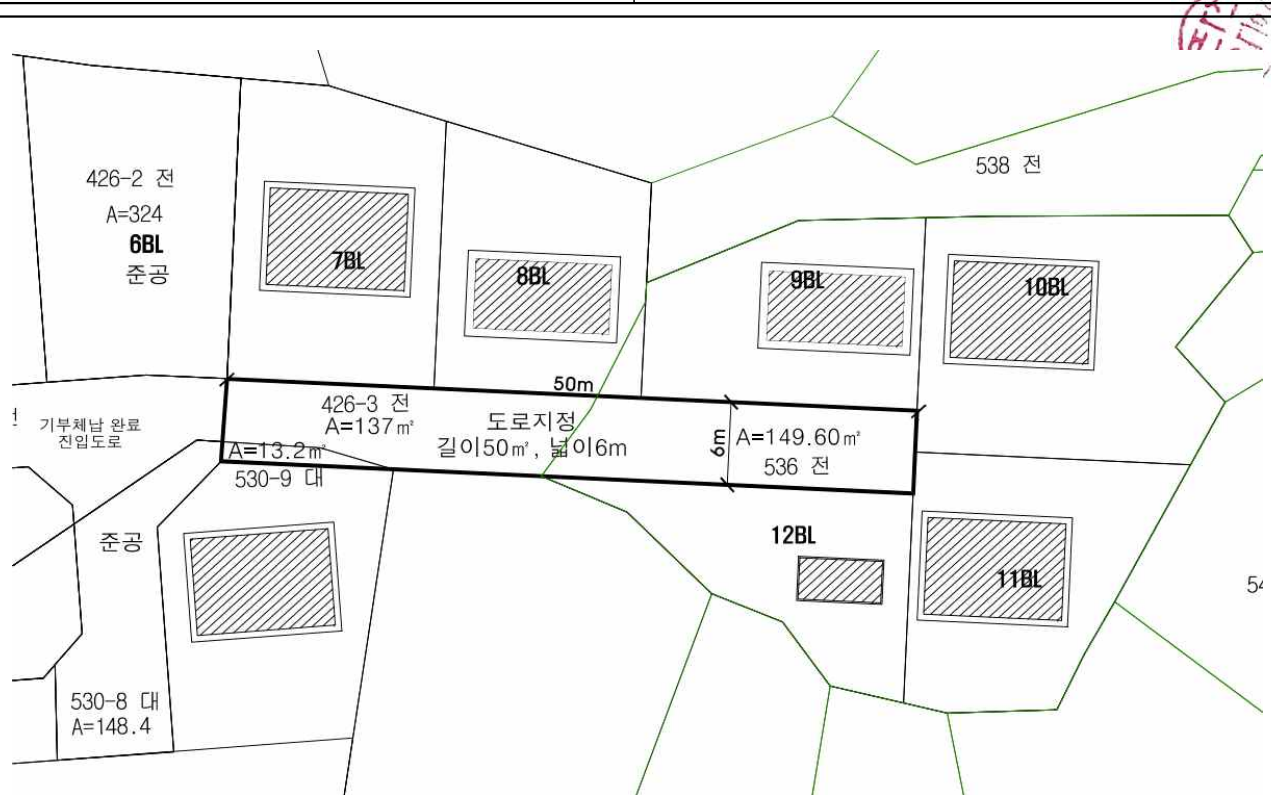 426-2 전
A=324
6BL
준공
7BL
8BL
9BL
10BL
538 전
50m
426-3 전
A=137㎡
도로지정
길이50㎡, 넓이6m
6m
A=149.60㎡
536 전
기부체납 완료
진입도로
A=13.2㎡
530-9 대
준공
12BL
11BL
54
530-8 대
A=148.4